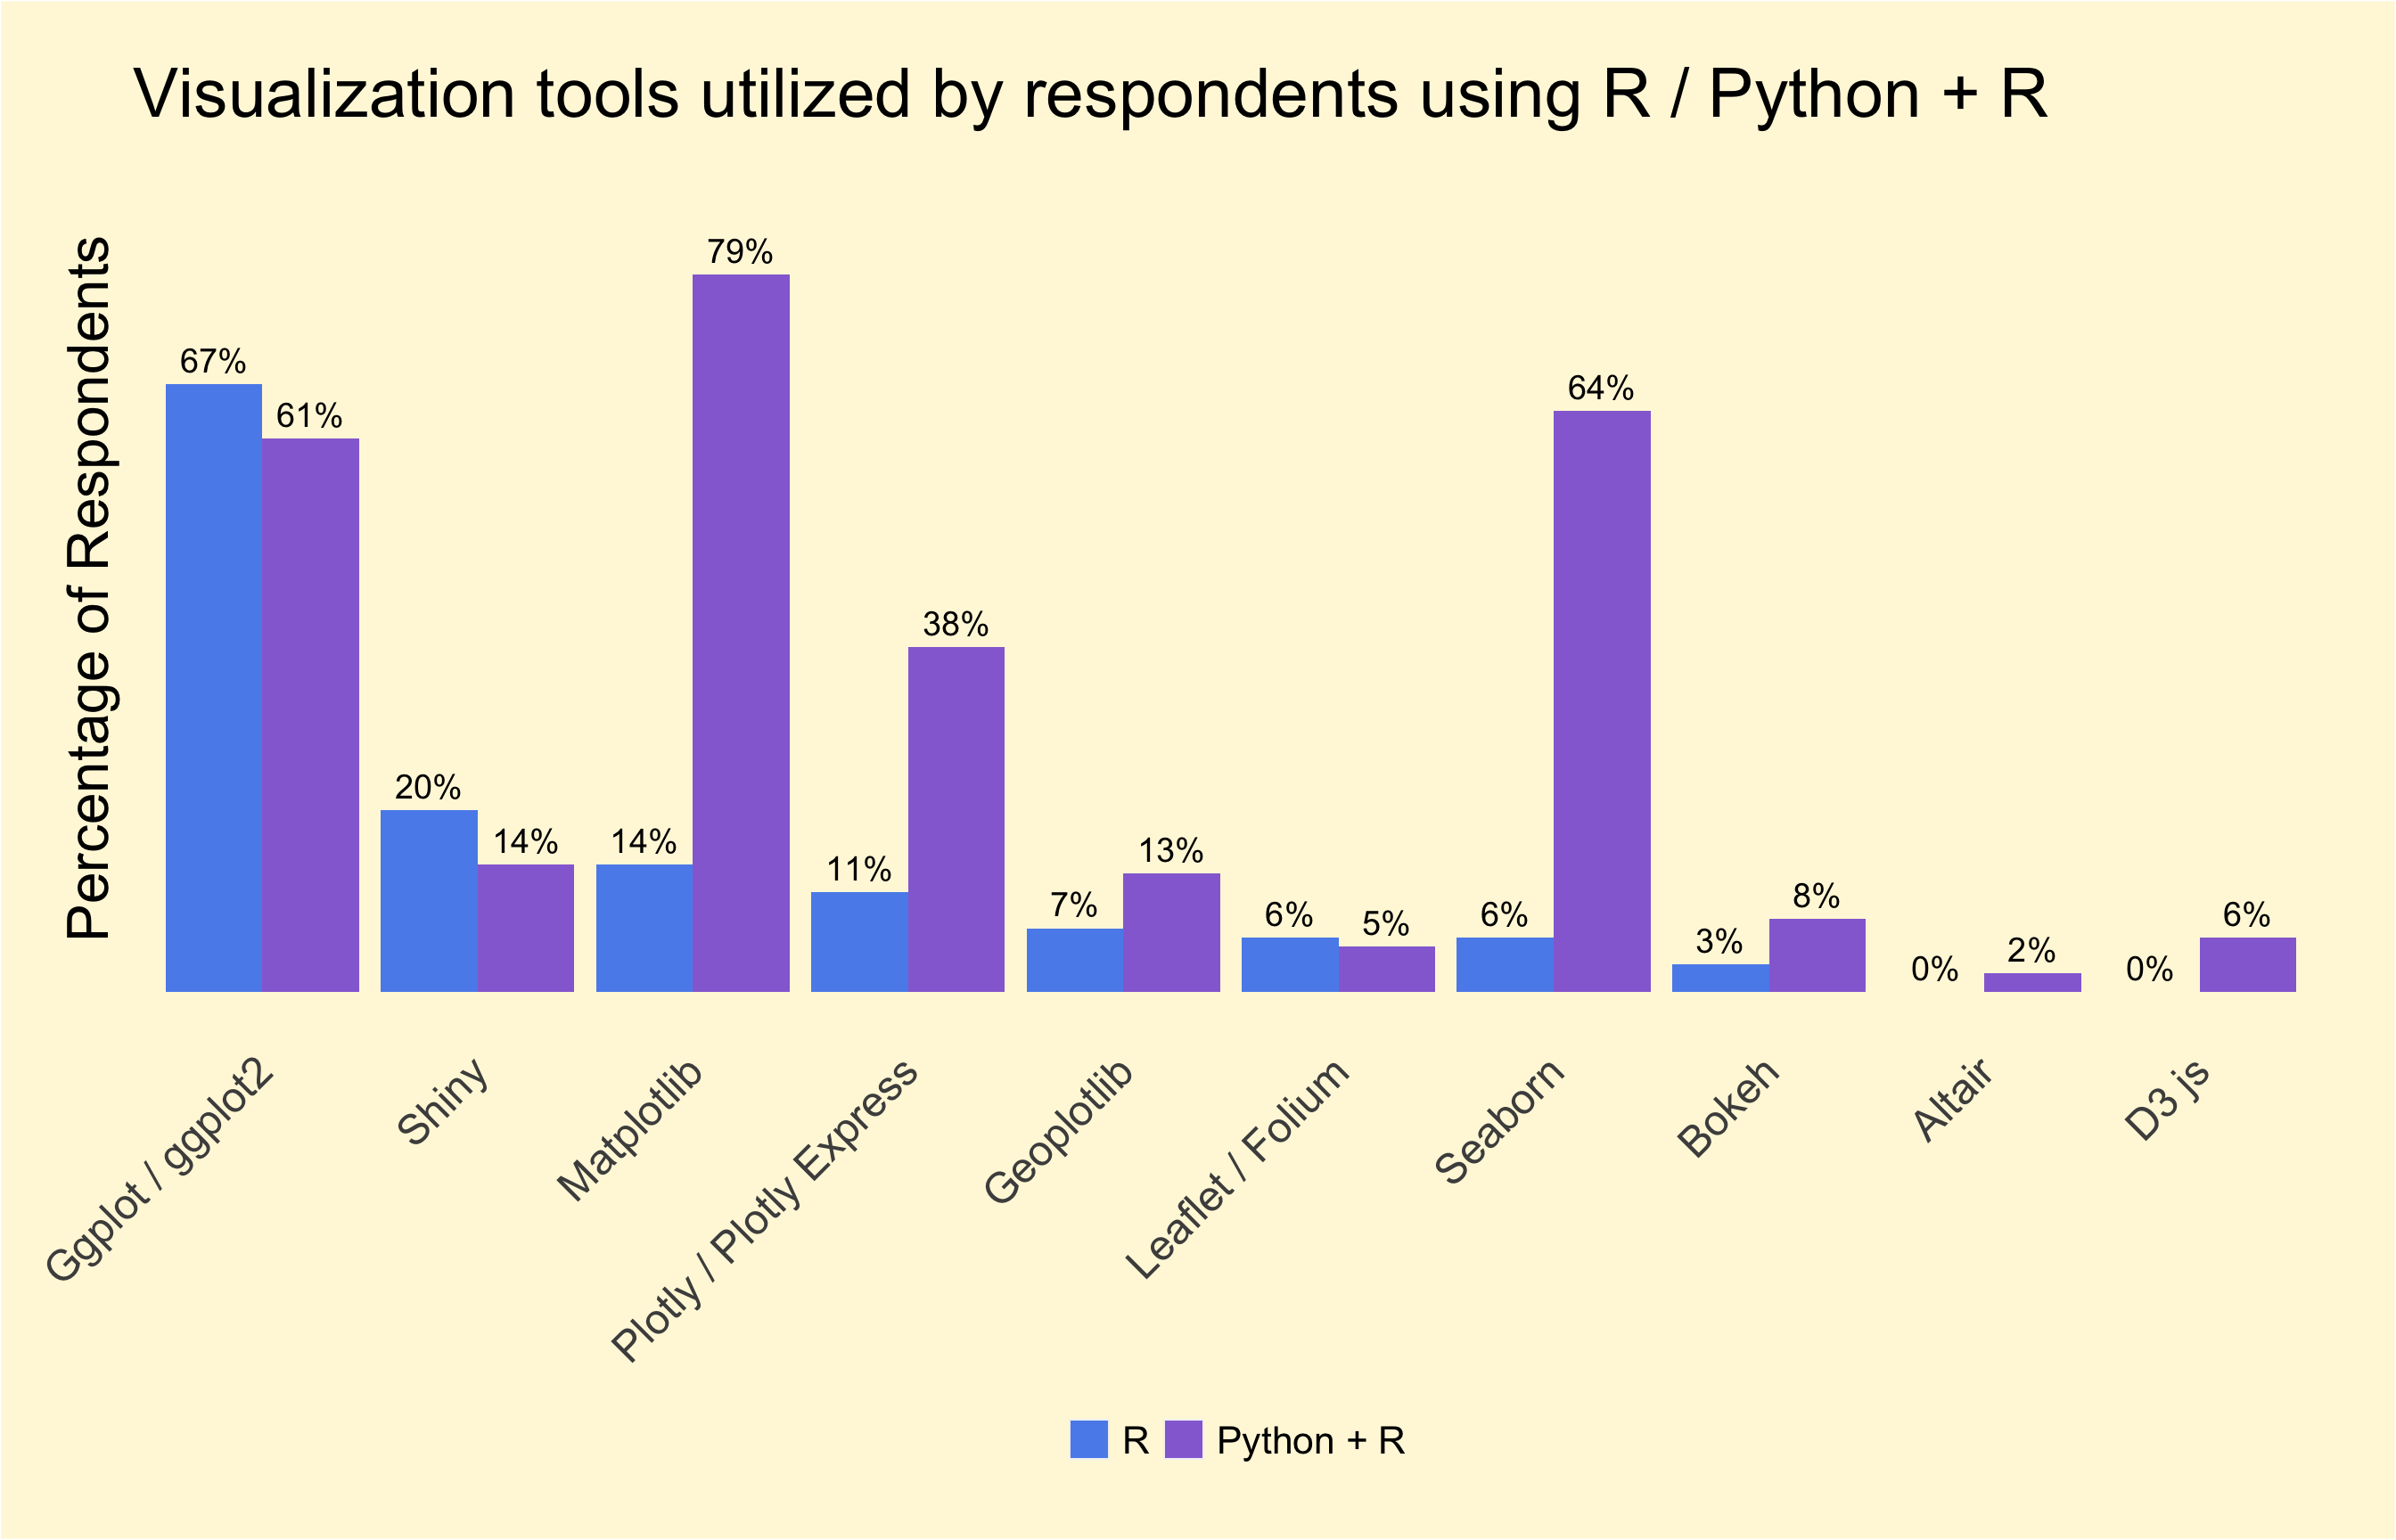 Visualization tools utilized by respondents using R / Python + R
Percentage of Respondents
67%
61%
20%
14%
14%
79%
11%
38%
7%
13%
6%
5%
6%
64%
3%
8%
0%
2%
0%
6%
Ggplot / ggplot2
Shiny
Matplotlib
Plotly / Plotly Express
Geoplotlib
Leaflet / Folium
Seaborn
Bokeh
Altair
D3 js
R
Python + R